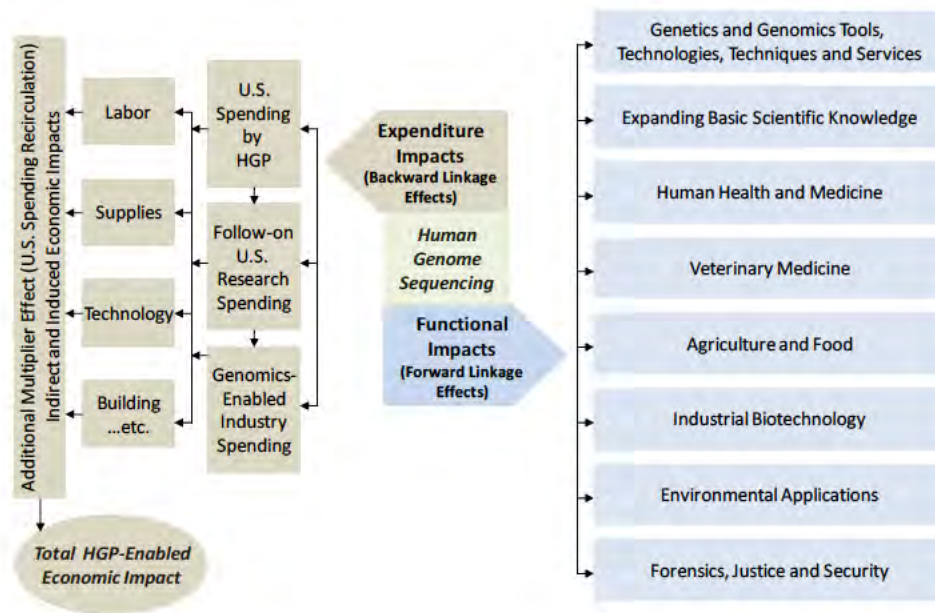 Additional Multiplier Effect (U.S. Spending Recirculation)
Indirect and Induced Economic Impacts
Labor
Supplies
Technology
Building
...etc.
U.S.
Spending
by
HGP
Follow-on
U.S.
Research
Spending
Genomics-
Enabled
Industry
Spending
Total HGP-Enabled
Economic Impact
Expenditure
Impacts
(Backward Linkage
Effects)
Human
Genome
Sequencing
Functional
Impacts
(Forward Linkage
Effects)
Genetics and Genomics Tools,
Technologies, Techniques and Services
Expanding Basic Scientific Knowledge
Human Health and Medicine
Veterinary Medicine
Agriculture and Food
Industrial Biotechnology
Environmental Applications
Forensics, Justice and Security